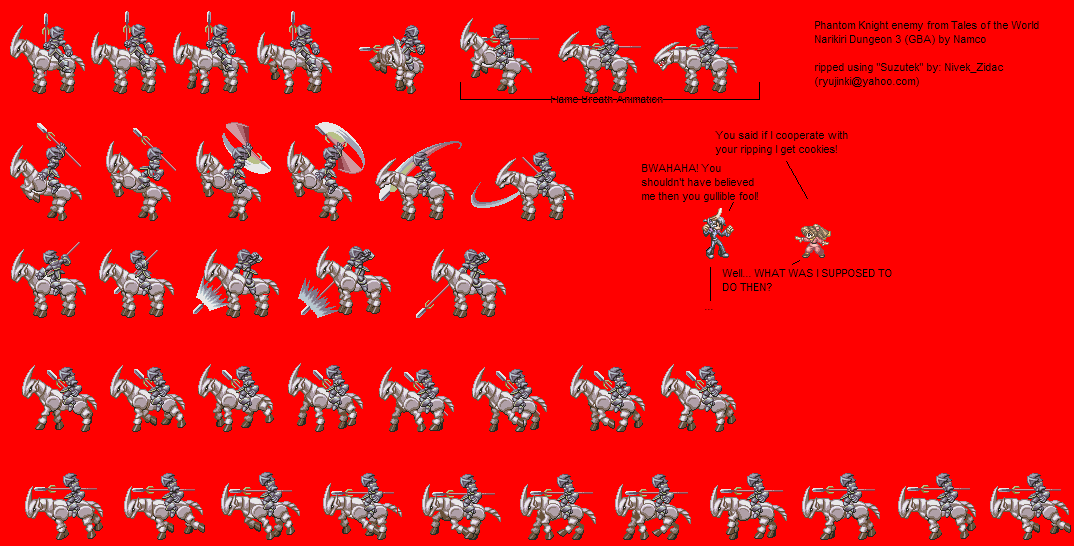 Phantom Knight enemy from Tales of the World
Narikiri Dungeon 3 (GBA) by Namco
ripped using "Suzutek" by: Nivek_Zidac
(ryujinki@yahoo.com)
Flame Breath Animation
You said if I cooperate with
your ripping I get cookies!
BWAHAHA! You
shouldn't have believed
me then you gullible fool!
Well... WHAT WAS I SUPPOSED TO
DO THEN?